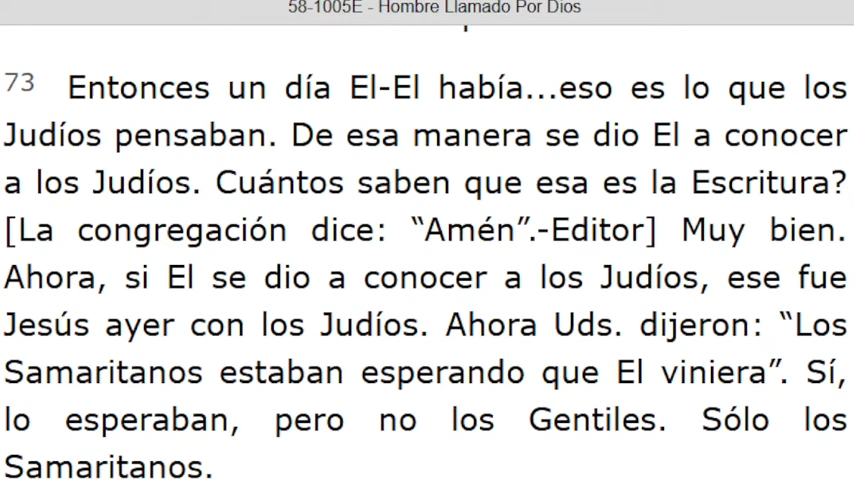 58-1005E - Hombre Llamado Por Dios
73 Entonces un día El-El había...eso es lo que los
Judíos pensaban. De esa manera se dio El a conocer
a los Judíos. Cuántos saben que esa es la Escritura?
[La congregación dice: “Amén”.-Editor] Muy bien.
Ahora, si El se dio a conocer a los Judíos, ese fue
Jesús ayer con los Judíos. Ahora Uds. dijeron: “Los
Samaritanos estaban esperando que El viniera”. Sí,
lo esperaban, pero no los Gentiles. Sólo los
Samaritanos.